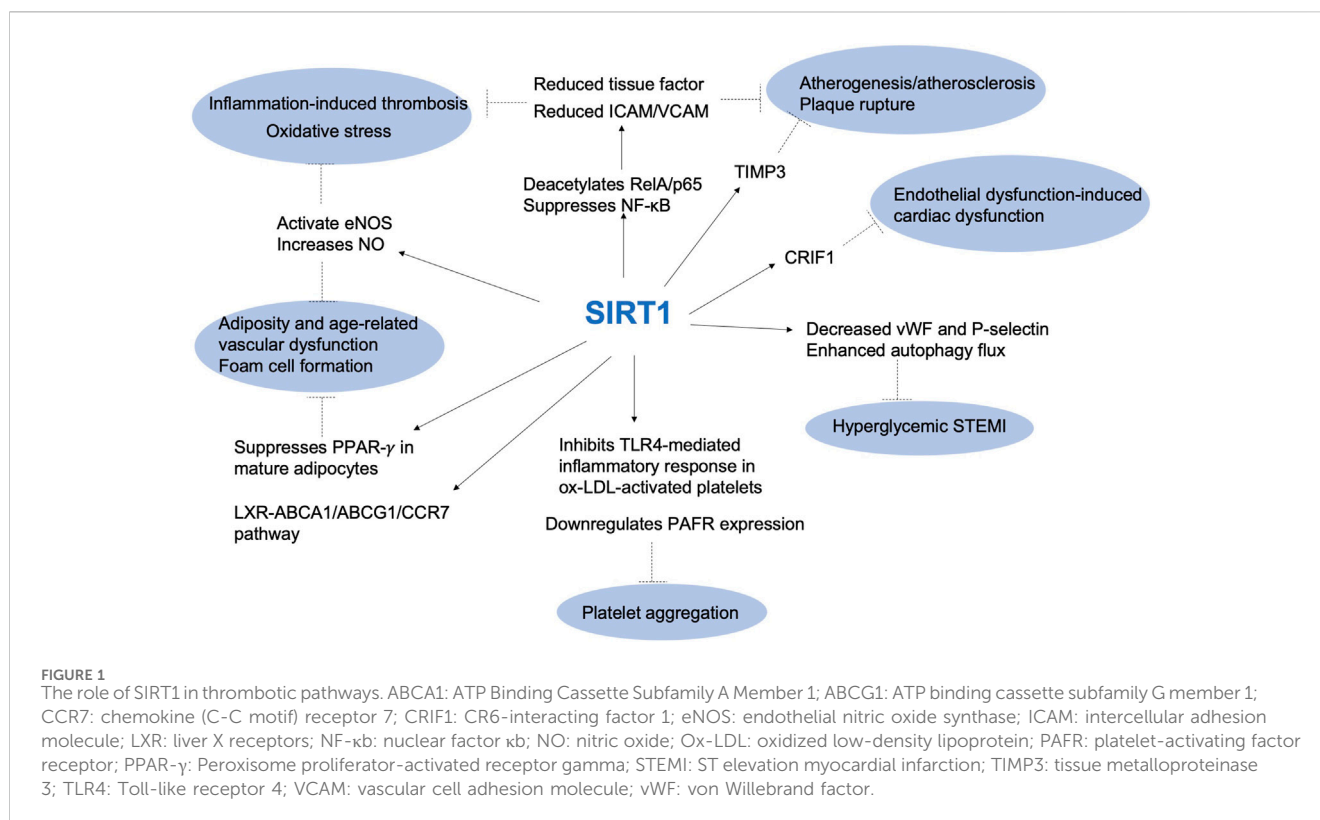 Reduced tissue factor
Reduced ICAM/VCAM
Inflammation-induced thrombosis
Oxidative stress
Atherogenesis/atherosclerosis
Plaque rupture
TIMP3
Deacetylates RelA/p65
Suppresses NF-κB
Endothelial dysfunction-induced
cardiac dysfunction
Activate eNOS
Increases NO
CRIF1
SIRT1
Adiposity and age-related
vascular dysfunction
Foam cell formation
Decreased vWF and P-selectin
Enhanced autophagy flux
Hyperglycemic STEMI
Suppresses PPAR-γ in
mature adipocytes
Inhibits TLR4-mediated
inflammatory response in
ox-LDL-activated platelets
LXR-ABCA1/ABCG1/CCR7
pathway
Downregulates PAFR expression
Platelet aggregation
FIGURE 1
The role of SIRT1 in thrombotic pathways. ABCA1: ATP Binding Cassette Subfamily A Member 1; ABCG1: ATP binding cassette subfamily G member 1;
CCR7: chemokine (C-C motif) receptor 7; CRIF1: CR6-interacting factor 1; eNOS: endothelial nitric oxide synthase; ICAM: intercellular adhesion
molecule; LXR: liver X receptors; NF-κb: nuclear factor κb; NO: nitric oxide; Ox-LDL: oxidized low-density lipoprotein; PAFR: platelet-activating factor
receptor; PPAR-γ: Peroxisome proliferator-activated receptor gamma; STEMI: ST elevation myocardial infarction; TIMP3: tissue metalloproteinase
3; TLR4: Toll-like receptor 4; VCAM: vascular cell adhesion molecule; vWF: von Willebrand factor.